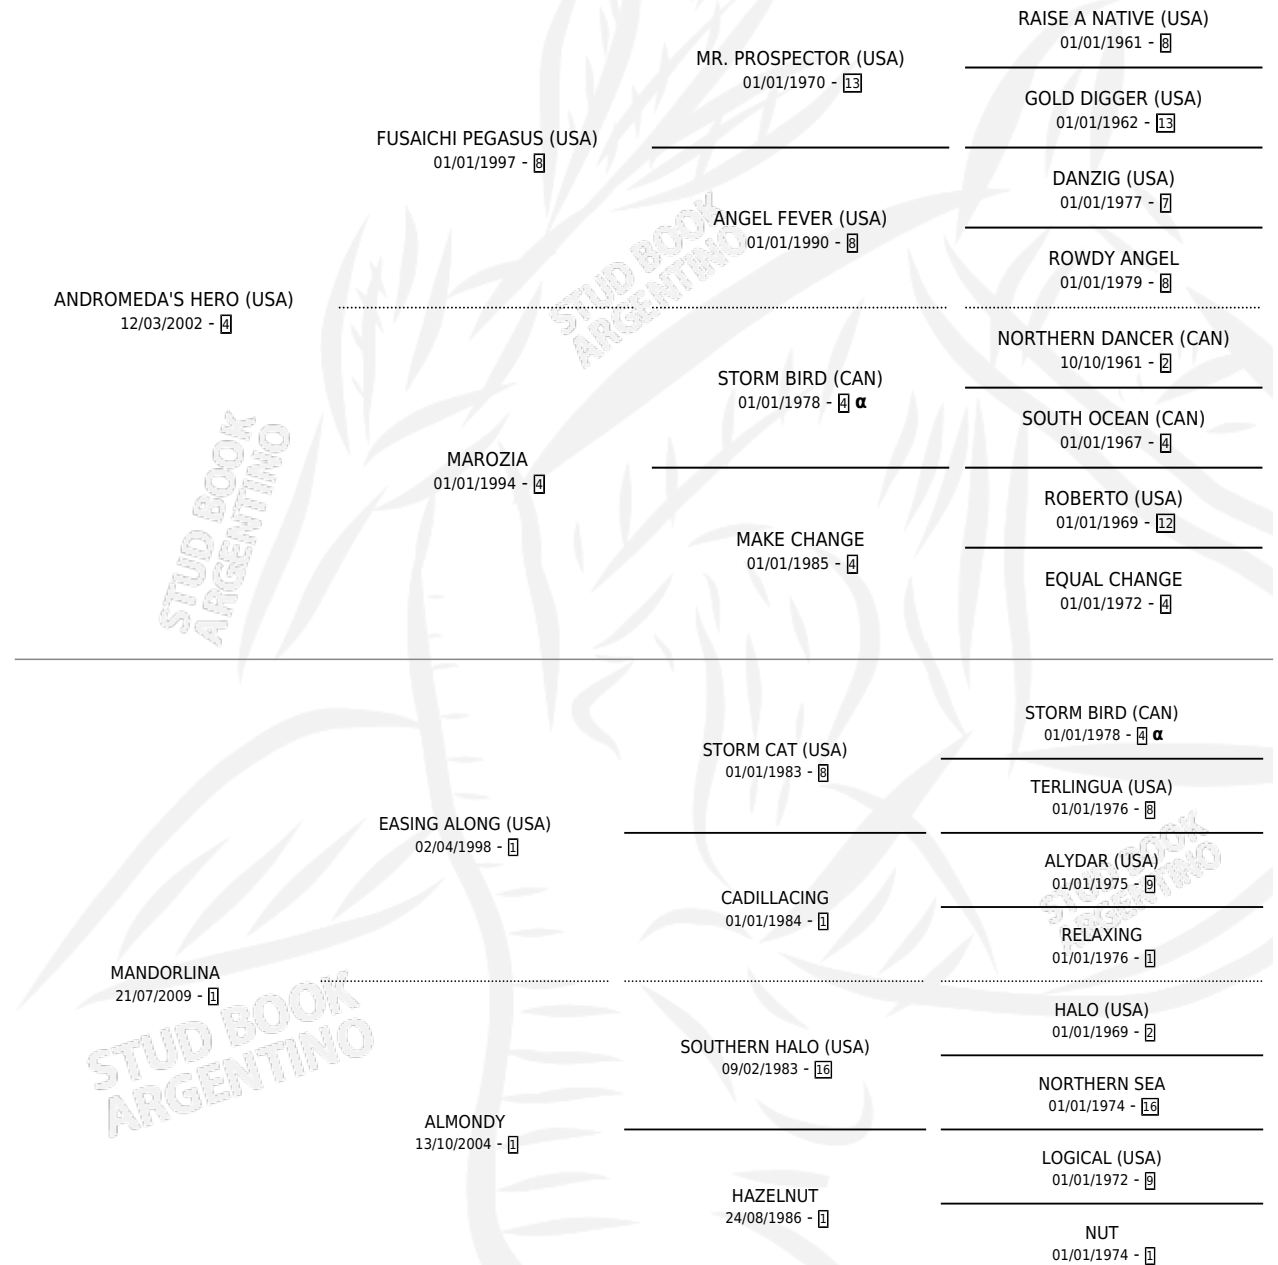 RAISE A NATIVE (USA)
01/01/1961 - 8
MR. PROSPECTOR (USA)
01/01/1970 - 13
GOLD DIGGER (USA)
01/01/1962 - 13
FUSAICHI PEGASUS (USA)
01/01/1997 - 8
DANZIG (USA)
01/01/1977 - 7
ANGEL FEVER (USA)
01/01/1990 - 8
ROWDY ANGEL
01/01/1979 - 8
STUD BOOK
ARGENTINO
ANDROMEDA'S HERO (USA)
12/03/2002 - 4
NORTHERN DANCER (CAN)
10/10/1961 - 2
STORM BIRD (CAN)
01/01/1978 - 4 α
SOUTH OCEAN (CAN)
01/01/1967 - 4
MAROZIA
01/01/1994 - 4
ROBERTO (USA)
01/01/1969 - 12
MAKE CHANGE
01/01/1985 - 4
EQUAL CHANGE
01/01/1972 - 4
STUD BOOK
ARGENTINO
STORM BIRD (CAN)
01/01/1978 - 4 α
STORM CAT (USA)
01/01/1983 - 8
TERLINGUA (USA)
01/01/1976 - 8
EASING ALONG (USA)
02/04/1998 - 1
ALYDAR (USA)
01/01/1975 - 9
CADILLACING
01/01/1984 - 1
RELAXING
01/01/1976 - 1
STUD BOOK
ARGENTINO
MANDORLINA
21/07/2009 - 1
HALO (USA)
01/01/1969 - 2
SOUTHERN HALO (USA)
09/02/1983 - 16
NORTHERN SEA
01/01/1974 - 16
STUD BOOK
ARGENTINO
ALMONDY
13/10/2004 - 1
LOGICAL (USA)
01/01/1972 - 9
HAZELNUT
24/08/1986 - 1
NUT
01/01/1974 - 1